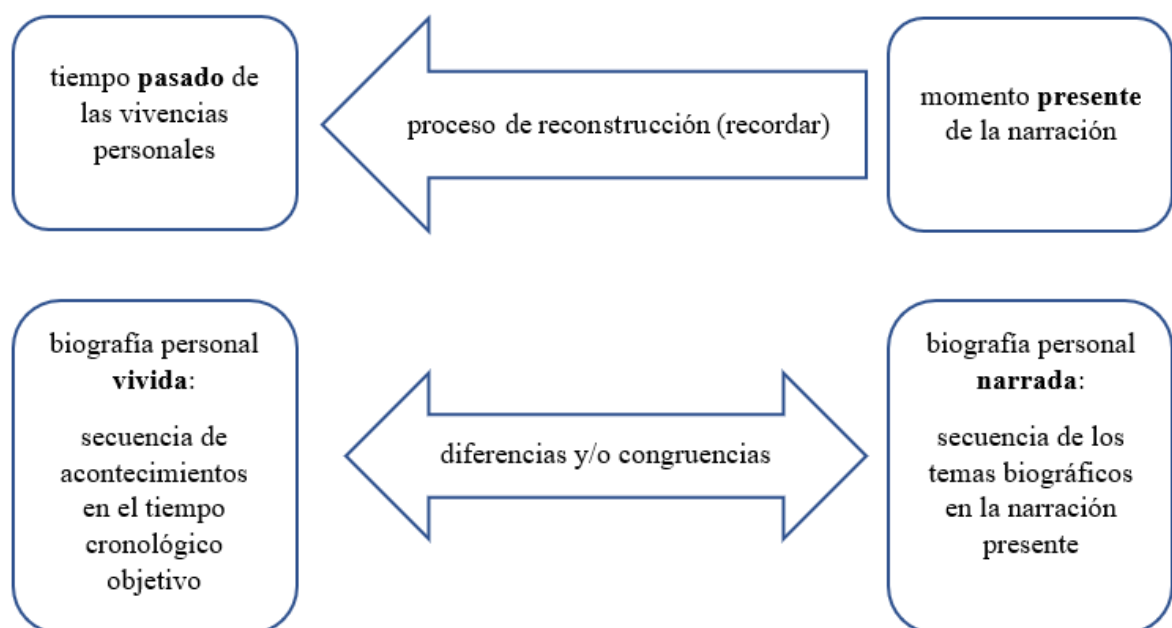 tiempo pasado de
las vivencias
personales
proceso de reconstrucción (recordar)
momento presente
de la narración
biografía personal
vivida:
secuencia de
acontecimientos
en el tiempo
cronológico
objetivo
diferencias y/o congruencias
biografía personal
narrada:
secuencia de los
temas biográficos
en la narración
presente